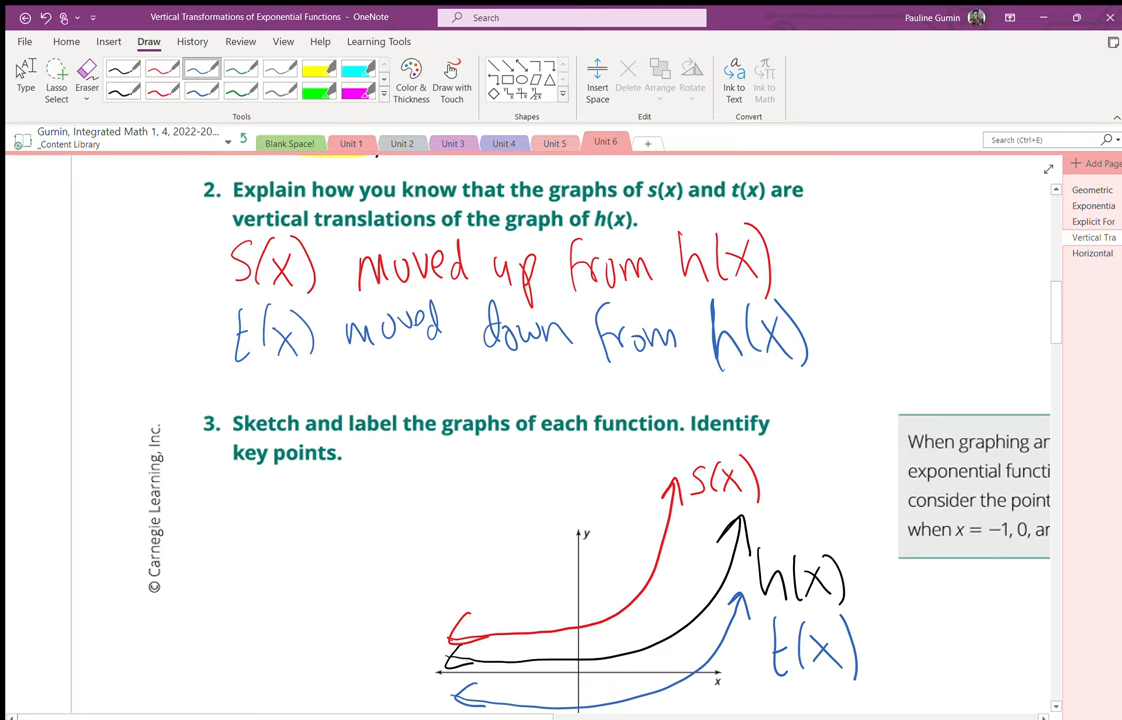 Vertical Transformations of Exponential Functions - OneNote
Search
Pauline Gumin
File Home Insert Draw History Review View Help Learning Tools
Type
Lasso Select
Eraser
Color & Thickness
Draw with Touch
Insert Space
Delete
Arrange
Rotate
Ink to Text
Ink to Math
Tools
Shapes
Edit
Convert
Gumin, Integrated Math 1, 4, 2022-20...
_Content Library
Blank Space!
Unit 1
Unit 2
Unit 3
Unit 4
Unit 5
Unit 6
Search (Ctrl+E)
Add Page
Geometric
Exponentia
Explicit For
Vertical Tra
Horizontal
2. Explain how you know that the graphs of s(x) and t(x) are
vertical translations of the graph of h(x).
s(x) moved up from h(x)
t(x) moved down from h(x)
3. Sketch and label the graphs of each function. Identify
key points.
© Carnegie Learning, Inc.
When graphing ar
exponential functi
consider the point
when x = −1, 0, ar
s(x)
y
h(x)
t(x)
x